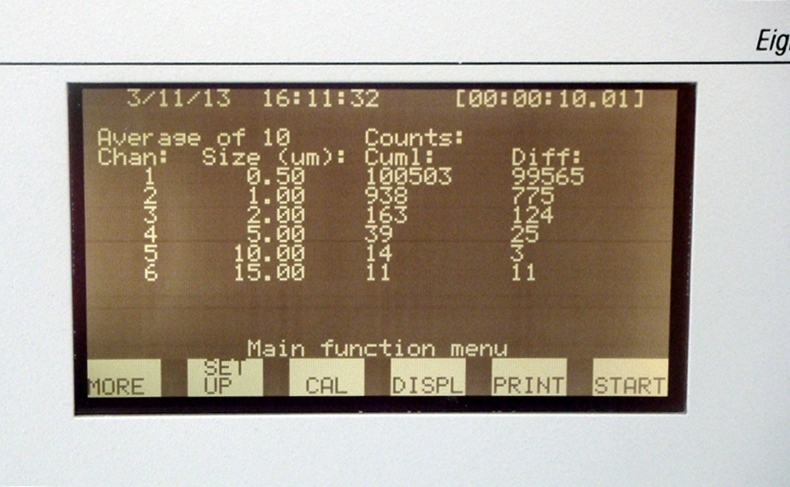 Eig
3/11/13 16:11:32 [00:00:10.01]
Average of 10 Counts:
Chan: Size (um): Cuml: Diff:
1 0.50 100503 99565
2 1.00 938 775
3 2.00 163 124
4 5.00 39 25
5 10.00 14 3
6 15.00 11 11
Main function menu
MORE SET UP CAL DISPL PRINT START